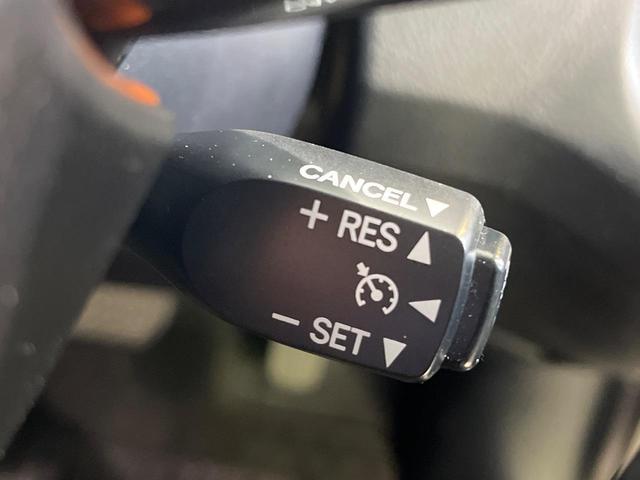 CANCEL ▼
+ RES ▲
◀
− SET ▼